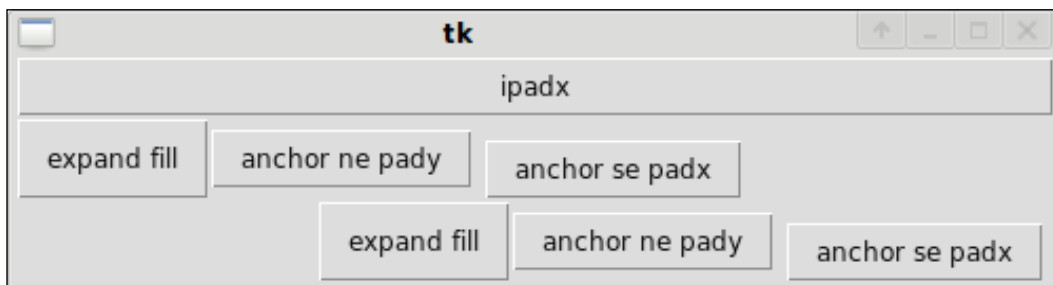 tk
ipadx
expand fill anchor ne pady anchor se padx
expand fill anchor ne pady anchor se padx